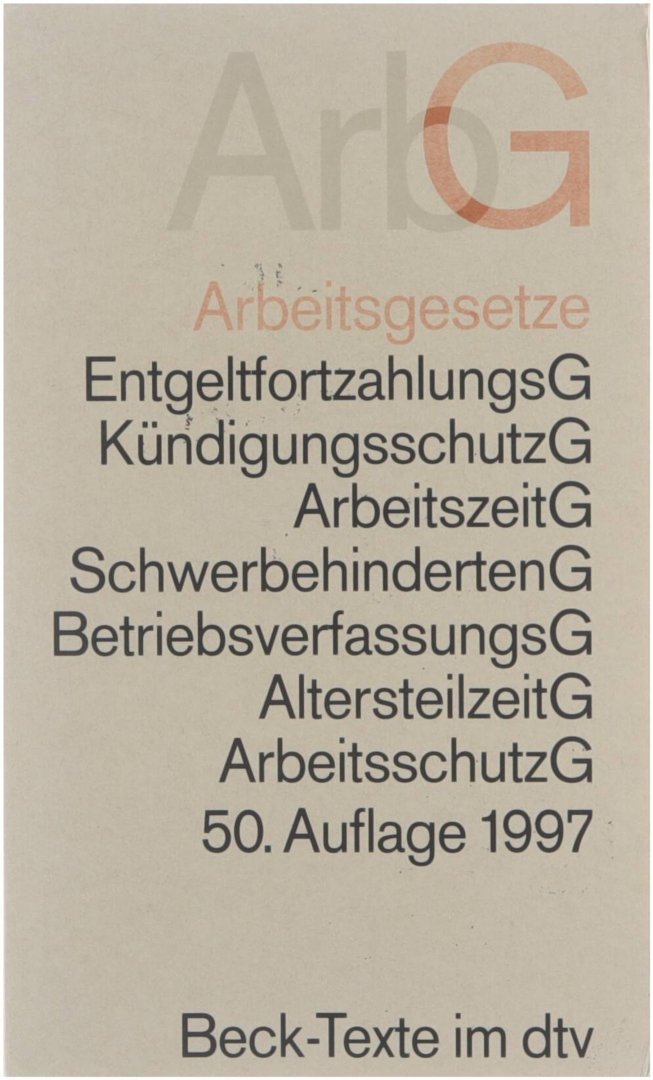 ArbG
Arbeitsgesetze
EntgeltfortzahlungsG
KündigungsschutzG
ArbeitszeitG
SchwerbehindertenG
BetriebsverfassungsG
AltersteilzeitG
ArbeitsschutzG
50. Auflage 1997
Beck-Texte im dtv